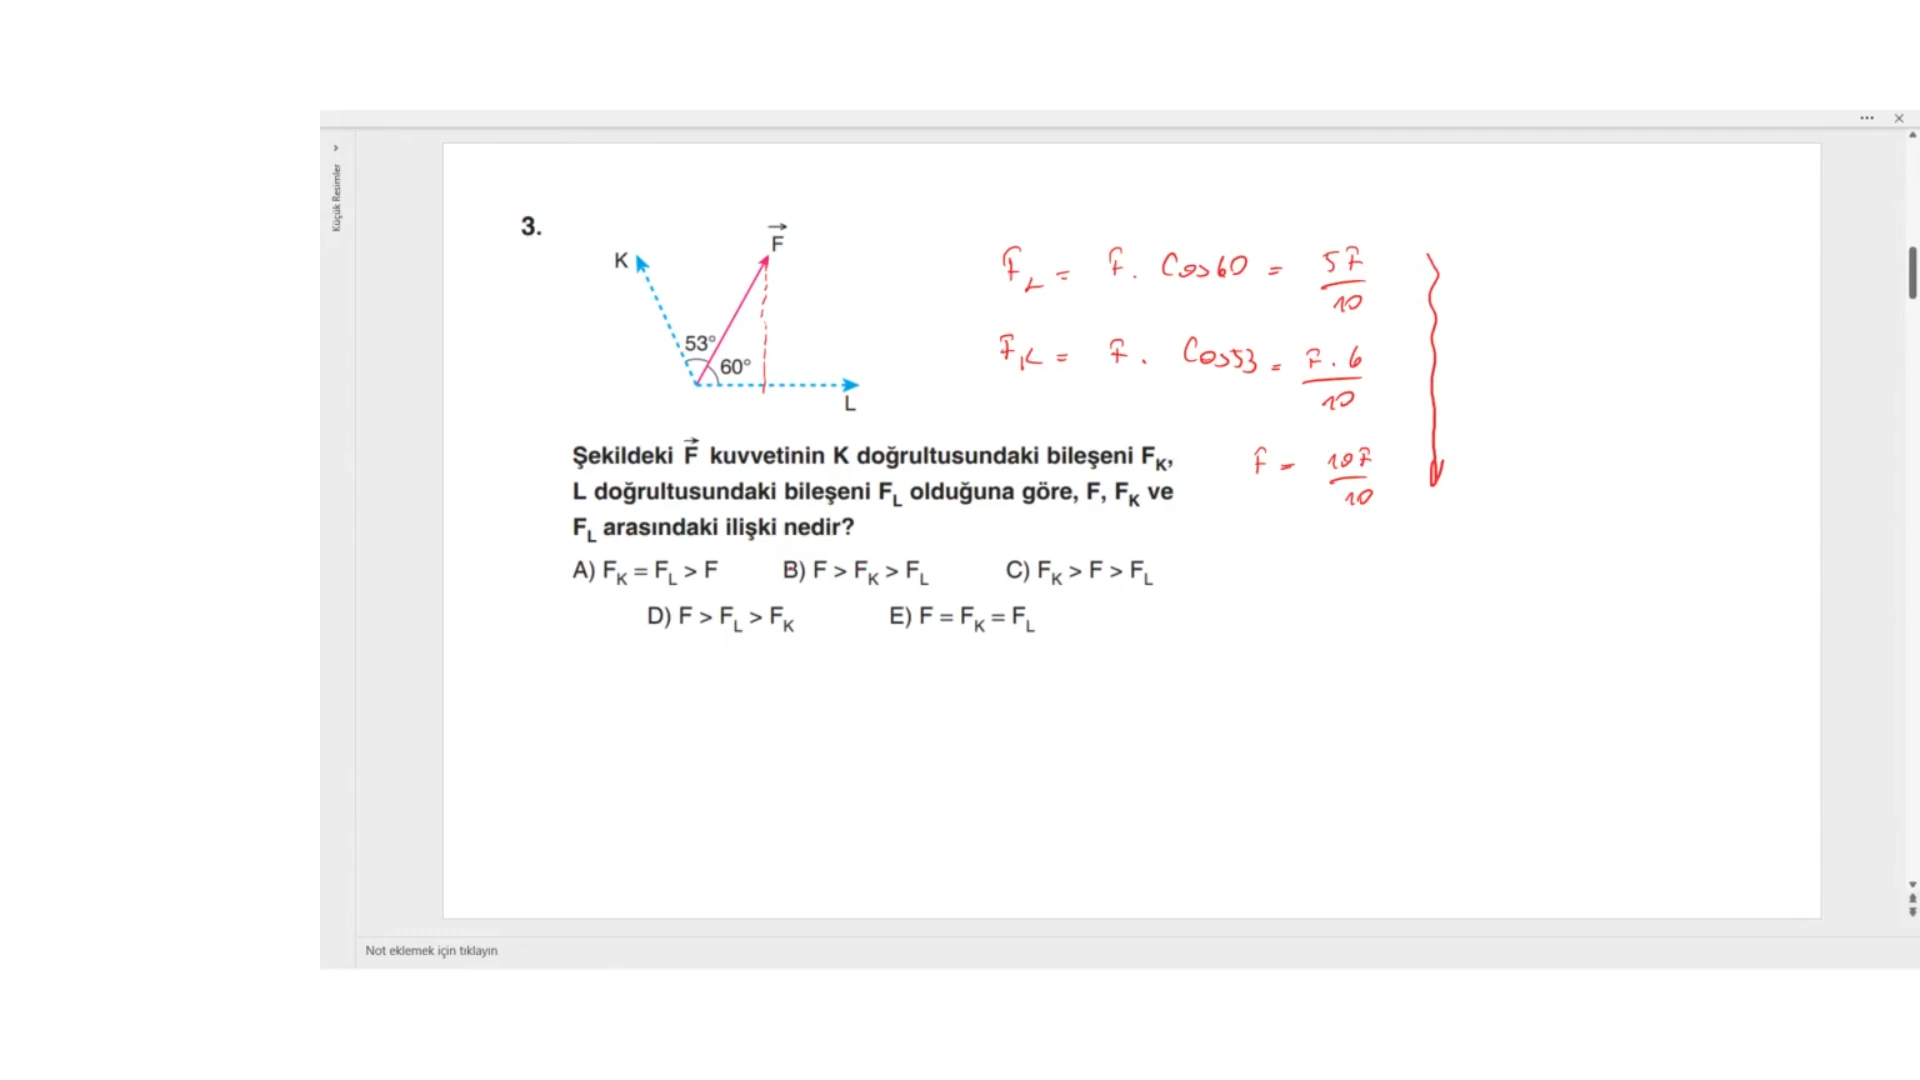 Küçük Resimler
3.
K
F
53°
60°
L
F_L = F. Cos60 = 5F/10
F_K = F. Cos53 = F.6/10
F = 10F/10
Şekildeki F kuvvetinin K doğrultusundaki bileşeni F_K,
L doğrultusundaki bileşeni F_L olduğuna göre, F, F_K ve
F_L arasındaki ilişki nedir?
A) F_K = F_L > F B) F > F_K > F_L C) F_K > F > F_L
D) F > F_L > F_K E) F = F_K = F_L
Not eklemek için tıklayın